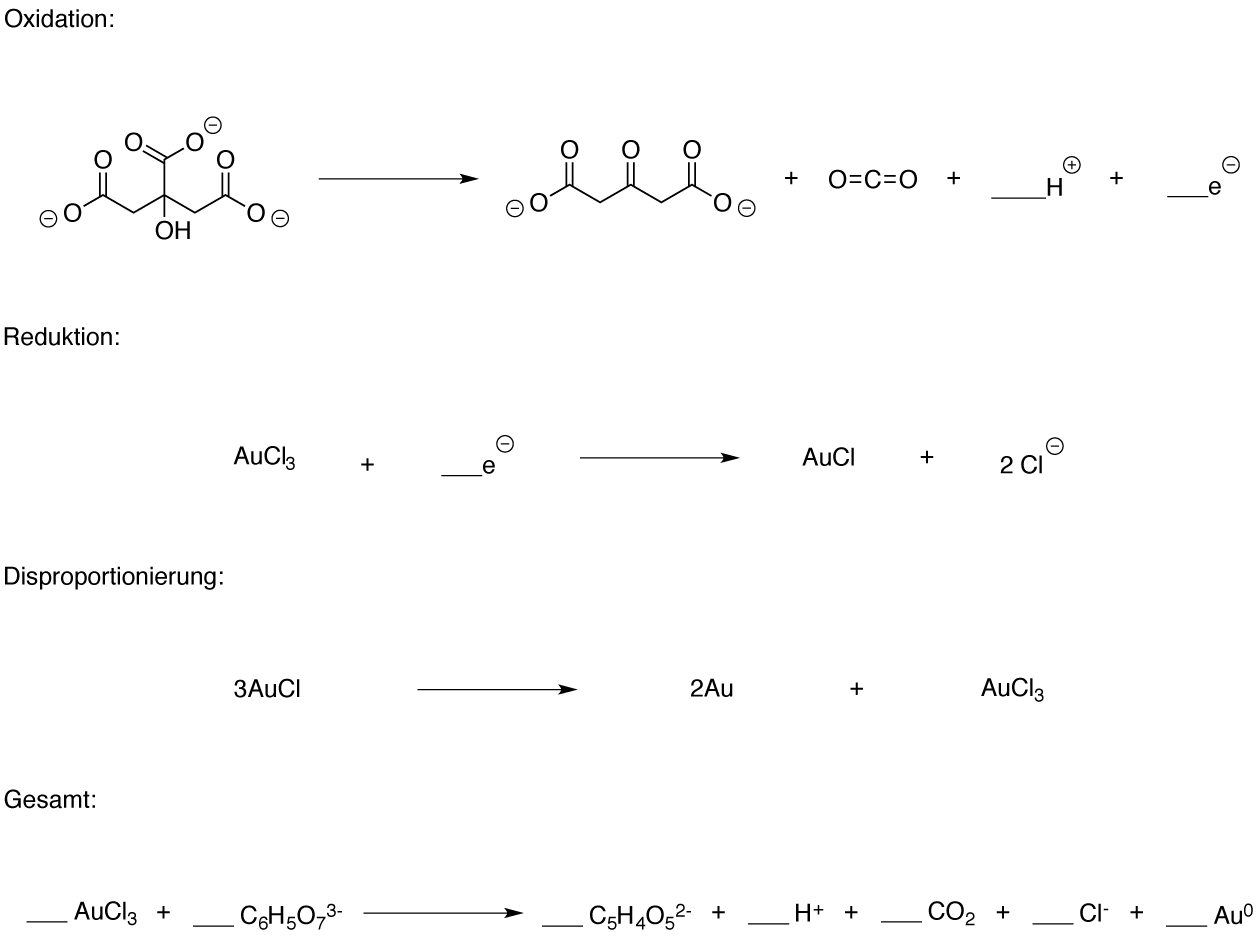 Oxidation:
O O ⊖
O O
⊖ O OH O ⊖
O O O
⊖ O O ⊖ + O=C=O + ___H⊕ + ___e⊖
Reduktion:
AuCl₃ + ___e⊖ AuCl + 2 Cl⊖
Disproportionierung:
3AuCl 2Au + AuCl₃
Gesamt:
___ AuCl₃ + ___ C₆H₅O₇³⁻ ___ C₅H₄O₅²⁻ + ___ H⁺ + ___ CO₂ + ___ Cl⁻ + ___ Au⁰